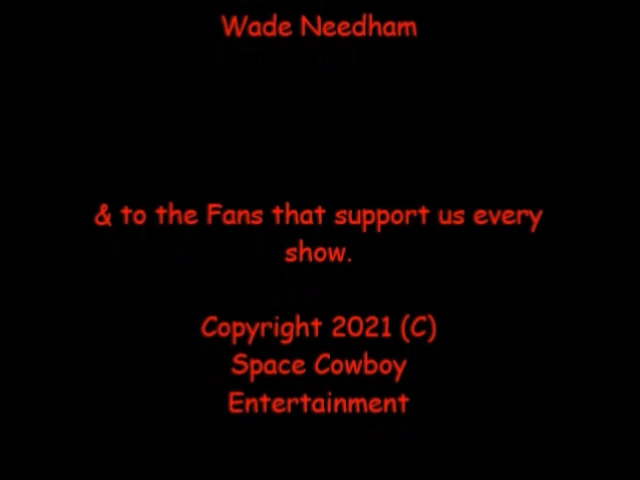 Wade Needham
& to the Fans that support us every
show.
Copyright 2021 (C)
Space Cowboy
Entertainment